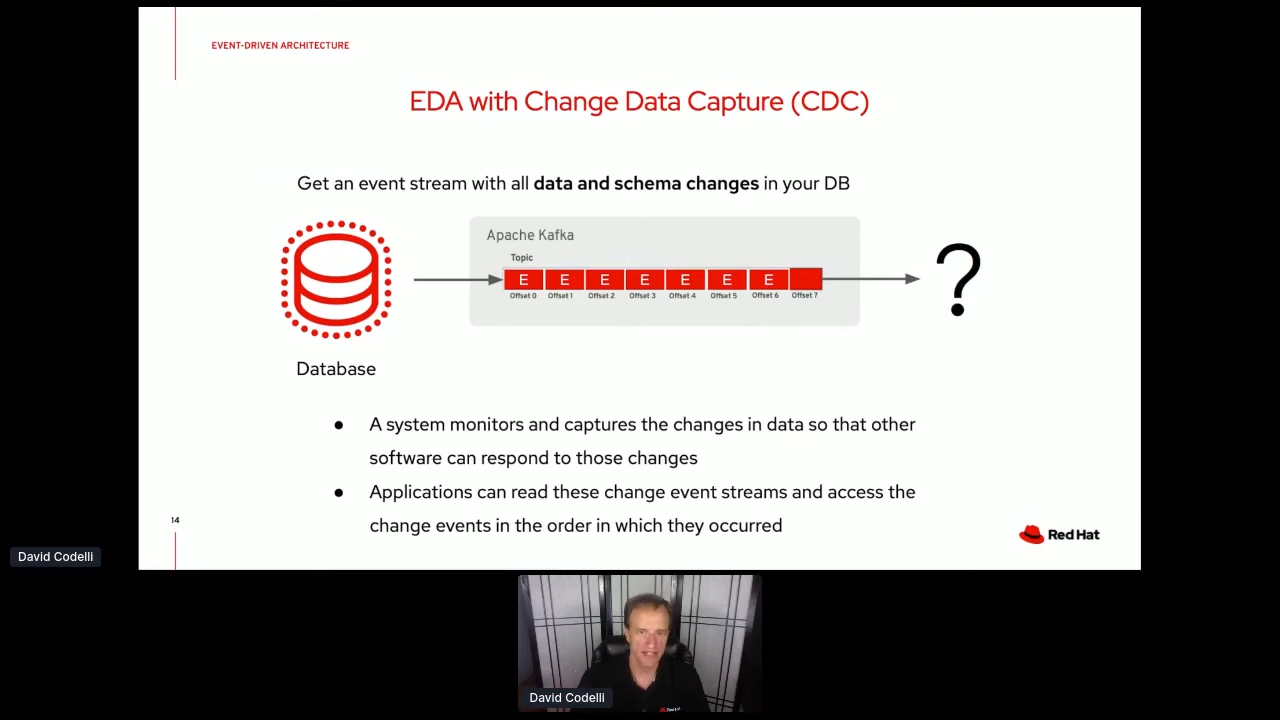 EVENT-DRIVEN ARCHITECTURE
EDA with Change Data Capture (CDC)
Get an event stream with all data and schema changes in your DB
Apache Kafka
Topic
E E E E E E E
Offset 0 Offset 1 Offset 2 Offset 3 Offset 4 Offset 5 Offset 6 Offset 7
?
Database
● A system monitors and captures the changes in data so that other
software can respond to those changes
● Applications can read these change event streams and access the
change events in the order in which they occurred
14
Red Hat
David Codelli
David Codelli
Red Hat